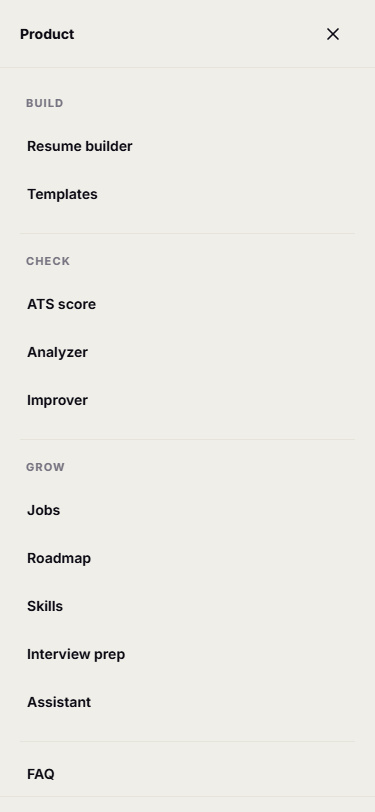 Product
BUILD
Resume builder
Templates
CHECK
ATS score
Analyzer
Improver
GROW
Jobs
Roadmap
Skills
Interview prep
Assistant
FAQ